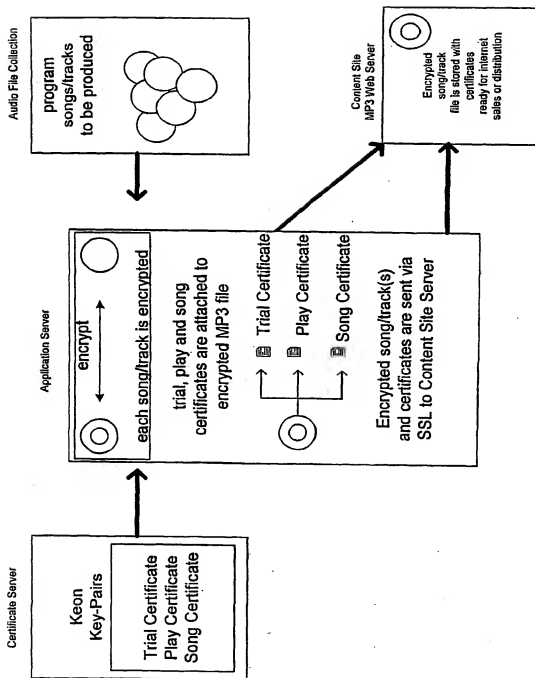 Certificate Server
Keon
Key-Pairs
Trial Certificate
Play Certificate
Song Certificate
Application Server
encrypt
each song/track is encrypted
trial, play and song
certificates are attached to
encrypted MP3 file
Trial Certificate
Play Certificate
Song Certificate
Encrypted song/track(s)
and certificates are sent via
SSL to Content Site Server
Audio File Collection
program
songs/tracks
to be produced
Content Site
MP3 Web Server
Encrypted
song/track
file is stored with
certificates
ready for internet
sales or distribution